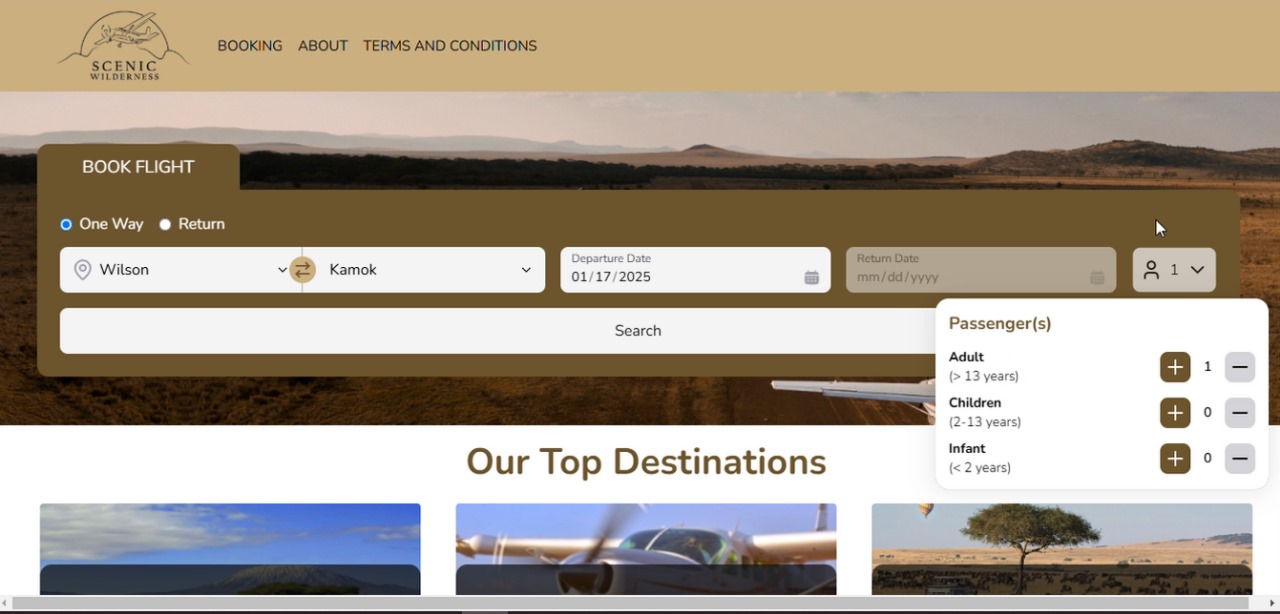 SCENIC
WILDERNESS
BOOKING ABOUT TERMS AND CONDITIONS
BOOK FLIGHT
One Way Return
Wilson Kamok
Departure Date
01/17/2025
Return Date
mm/dd/yyyy
1
Search
Passenger(s)
Adult
(> 13 years)
1
Children
(2-13 years)
0
Infant
(< 2 years)
0
Our Top Destinations